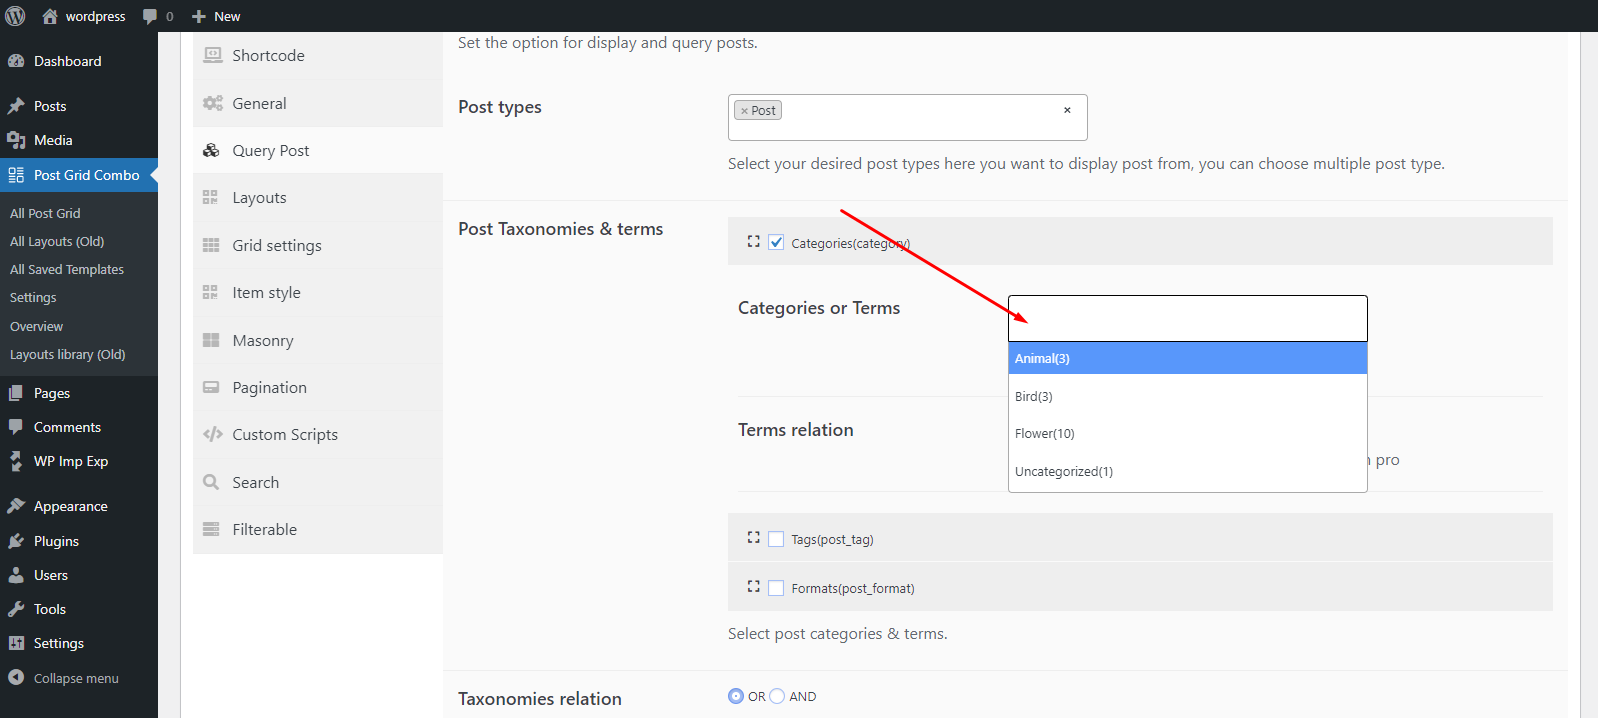 wordpress
0
New
Dashboard
Posts
Media
Post Grid Combo
All Post Grid
All Layouts (Old)
All Saved Templates
Settings
Overview
Layouts library (Old)
Pages
Comments
WP Imp Exp
Appearance
Plugins
Users
Tools
Settings
Collapse menu
Shortcode
General
Query Post
Layouts
Grid settings
Item style
Masonry
Pagination
Custom Scripts
Search
Filterable
Set the option for display and query posts.
Post types
× Post
×
Select your desired post types here you want to display post from, you can choose multiple post type.
Post Taxonomies & terms
Categories(category)
Categories or Terms
Animal(3)
Bird(3)
Flower(10)
Uncategorized(1)
Terms relation
pro
Tags(post_tag)
Formats(post_format)
Select post categories & terms.
Taxonomies relation
OR AND